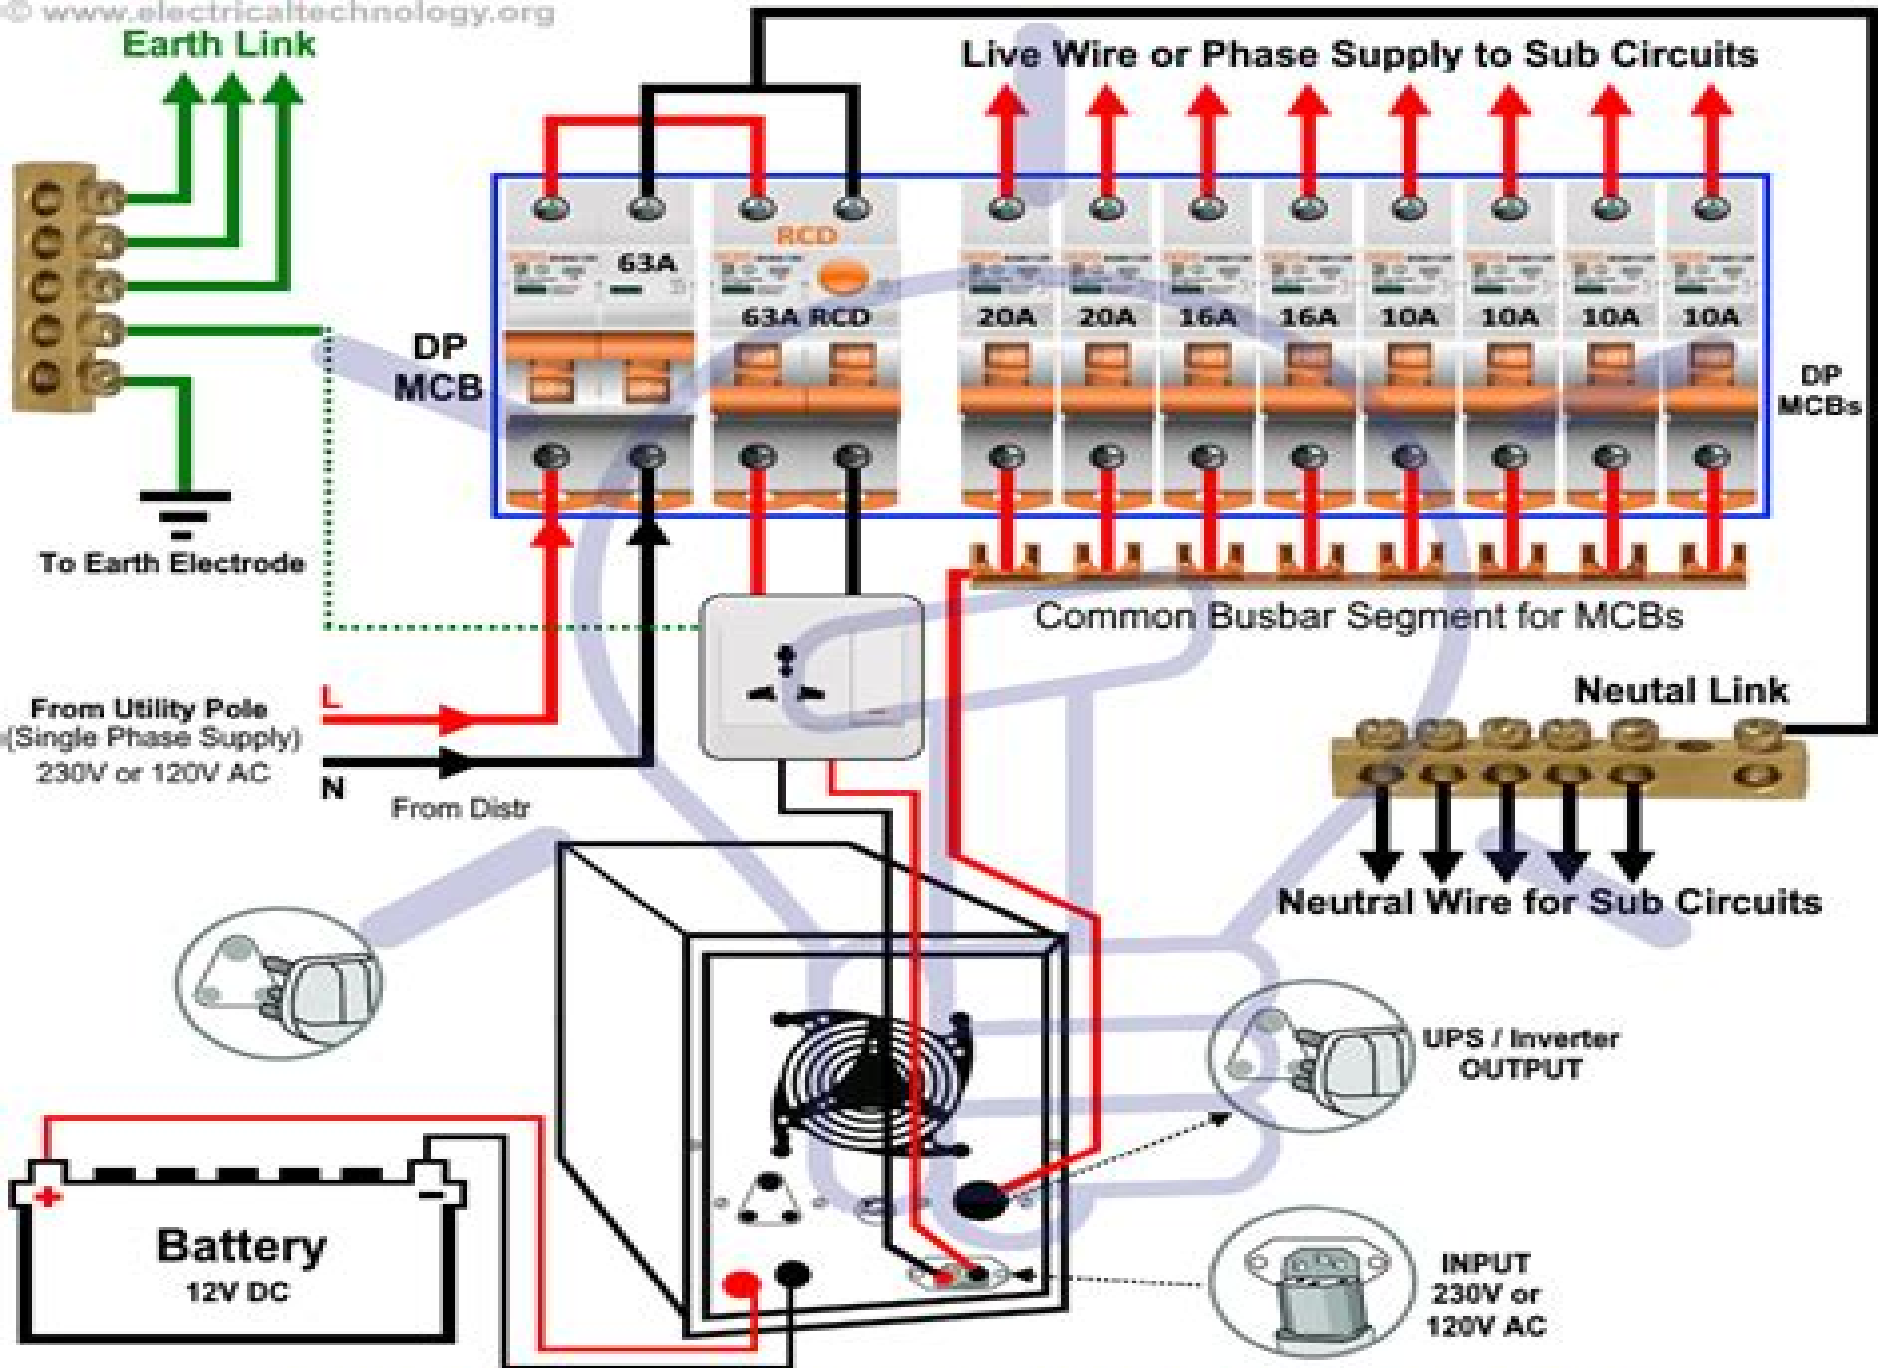 © www.electricaltechnology.org
Earth Link
Live Wire or Phase Supply to Sub Circuits
RCD
63A
63A RCD
20A
20A
16A
16A
10A
10A
10A
10A
DP
MCB
DP
MCBs
To Earth Electrode
Common Busbar Segment for MCBs
Neutal Link
L
From Utility Pole
(Single Phase Supply)
230V or 120V AC
N
From Distr
Neutral Wire for Sub Circuits
UPS / Inverter
OUTPUT
+
−
Battery
12V DC
INPUT
230V or
120V AC